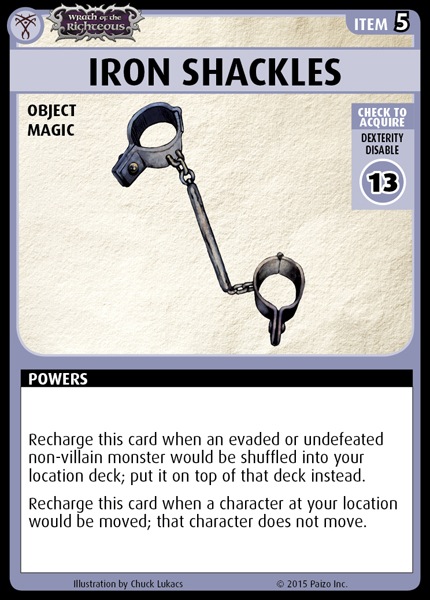 Wrath of the
Righteous
ITEM 5
IRON SHACKLES
OBJECT
MAGIC
CHECK TO
ACQUIRE
DEXTERITY
DISABLE
13
POWERS
Recharge this card when an evaded or undefeated
non-villain monster would be shuffled into your
location deck; put it on top of that deck instead.
Recharge this card when a character at your location
would be moved; that character does not move.
Illustration by Chuck Lukacs © 2015 Paizo Inc.